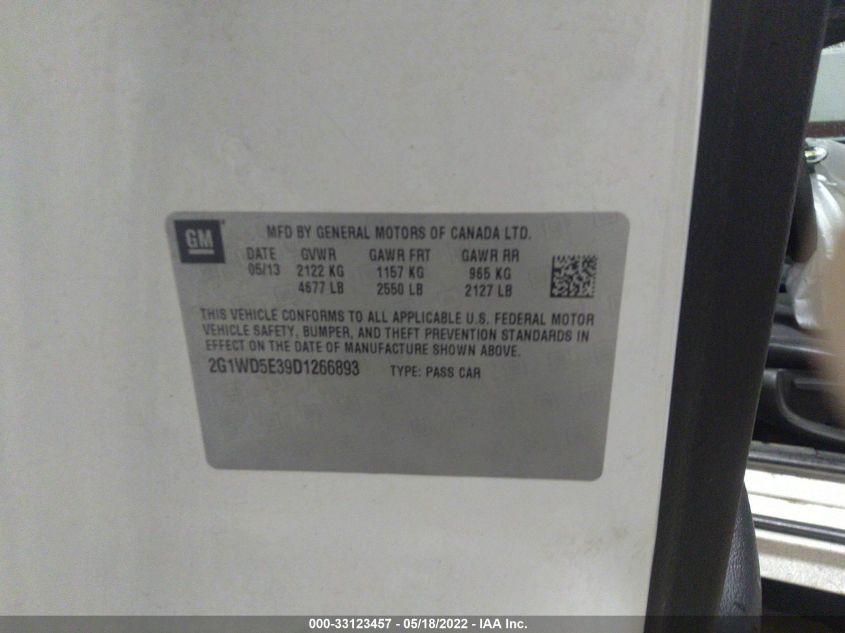 GM
MFD BY GENERAL MOTORS OF CANADA LTD.
DATE GVWR GAWR FRT GAWR RR
05/13 2122 KG 1157 KG 965 KG
4677 LB 2550 LB 2127 LB
THIS VEHICLE CONFORMS TO ALL APPLICABLE U.S. FEDERAL MOTOR
VEHICLE SAFETY, BUMPER, AND THEFT PREVENTION STANDARDS IN
EFFECT ON THE DATE OF MANUFACTURE SHOWN ABOVE.
2G1WD5E39D1266893 TYPE: PASS CAR
000-33123457 - 05/18/2022 - IAA Inc.